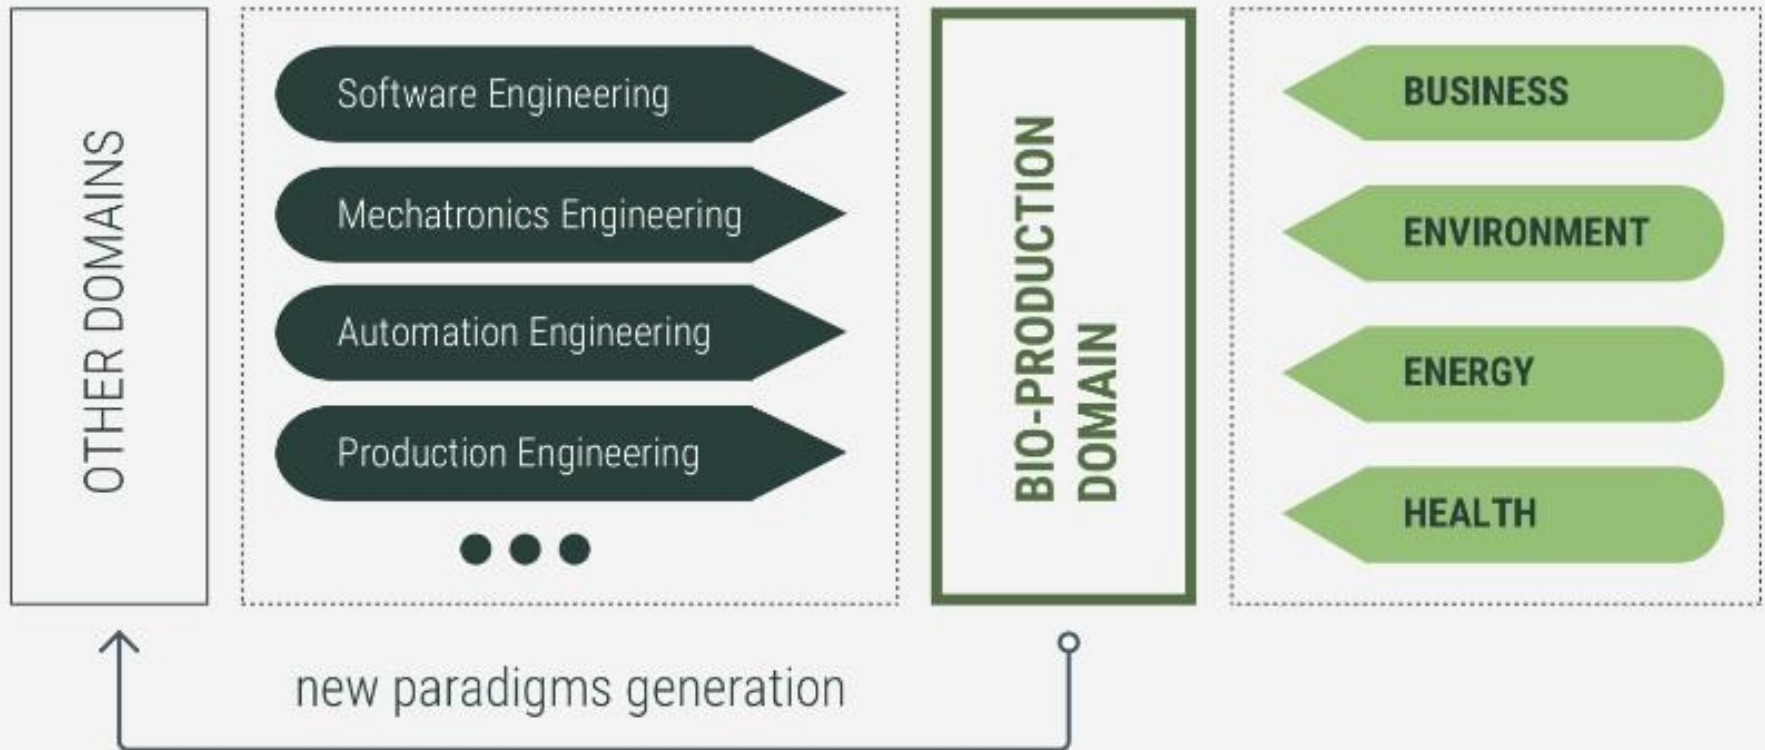 OTHER DOMAINS
Software Engineering
Mechatronics Engineering
Automation Engineering
Production Engineering
BIO-PRODUCTION
DOMAIN
BUSINESS
ENVIRONMENT
ENERGY
HEALTH
new paradigms generation